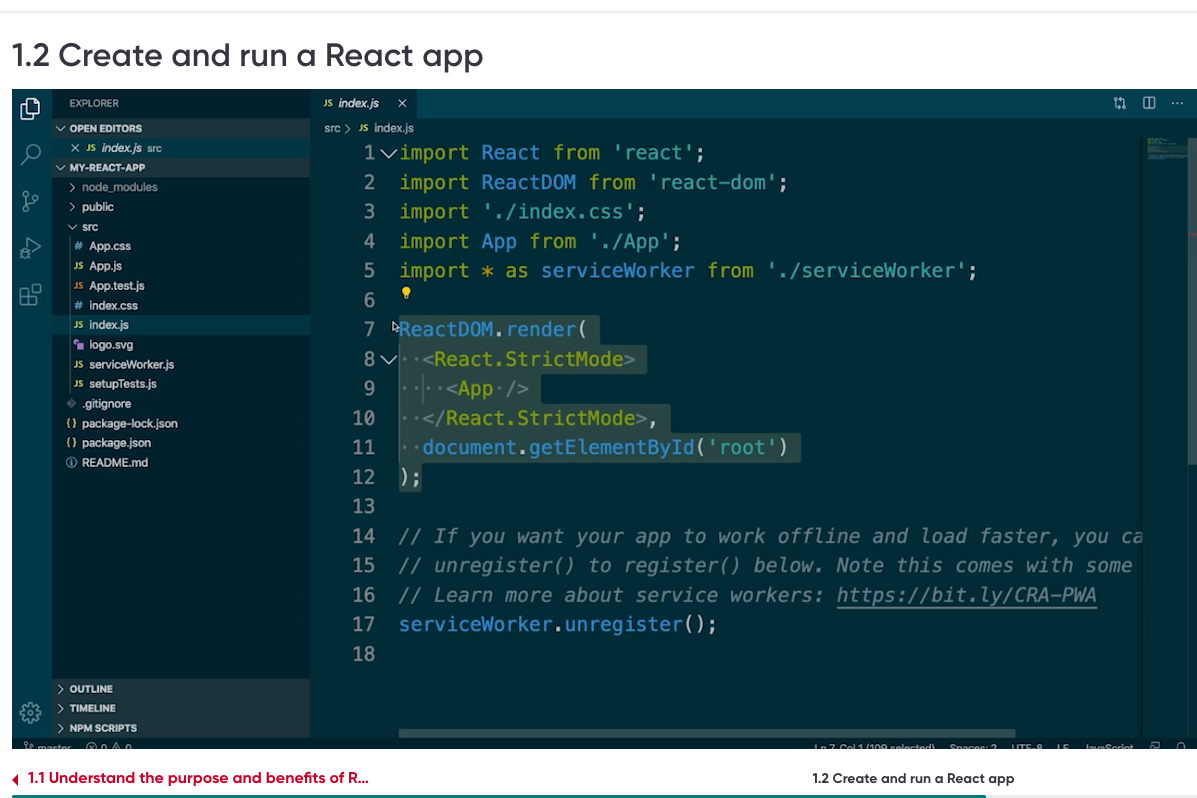 1.2 Create and run a React app
EXPLORER
OPEN EDITORS
JS index.js src
MY-REACT-APP
node_modules
public
src
# App.css
JS App.js
JS App.test.js
# index.css
JS index.js
logo.svg
JS serviceWorker.js
JS setupTests.js
.gitignore
{} package-lock.json
{} package.json
README.md
OUTLINE
TIMELINE
NPM SCRIPTS
JS index.js
src > JS index.js
1 import React from 'react';
2 import ReactDOM from 'react-dom';
3 import './index.css';
4 import App from './App';
5 import * as serviceWorker from './serviceWorker';
6
7 ReactDOM.render(
8 ··<React.StrictMode>
9 ····<App·/>
10 ··</React.StrictMode>,
11 ··document.getElementById('root')
12 );
13
14 // If you want your app to work offline and load faster, you ca
15 // unregister() to register() below. Note this comes with some
16 // Learn more about service workers: https://bit.ly/CRA-PWA
17 serviceWorker.unregister();
18
master 0 0
Ln 7, Col 1 (109 selected) Spaces: 2 UTF-8 LF JavaScript
1.1 Understand the purpose and benefits of R...
1.2 Create and run a React app